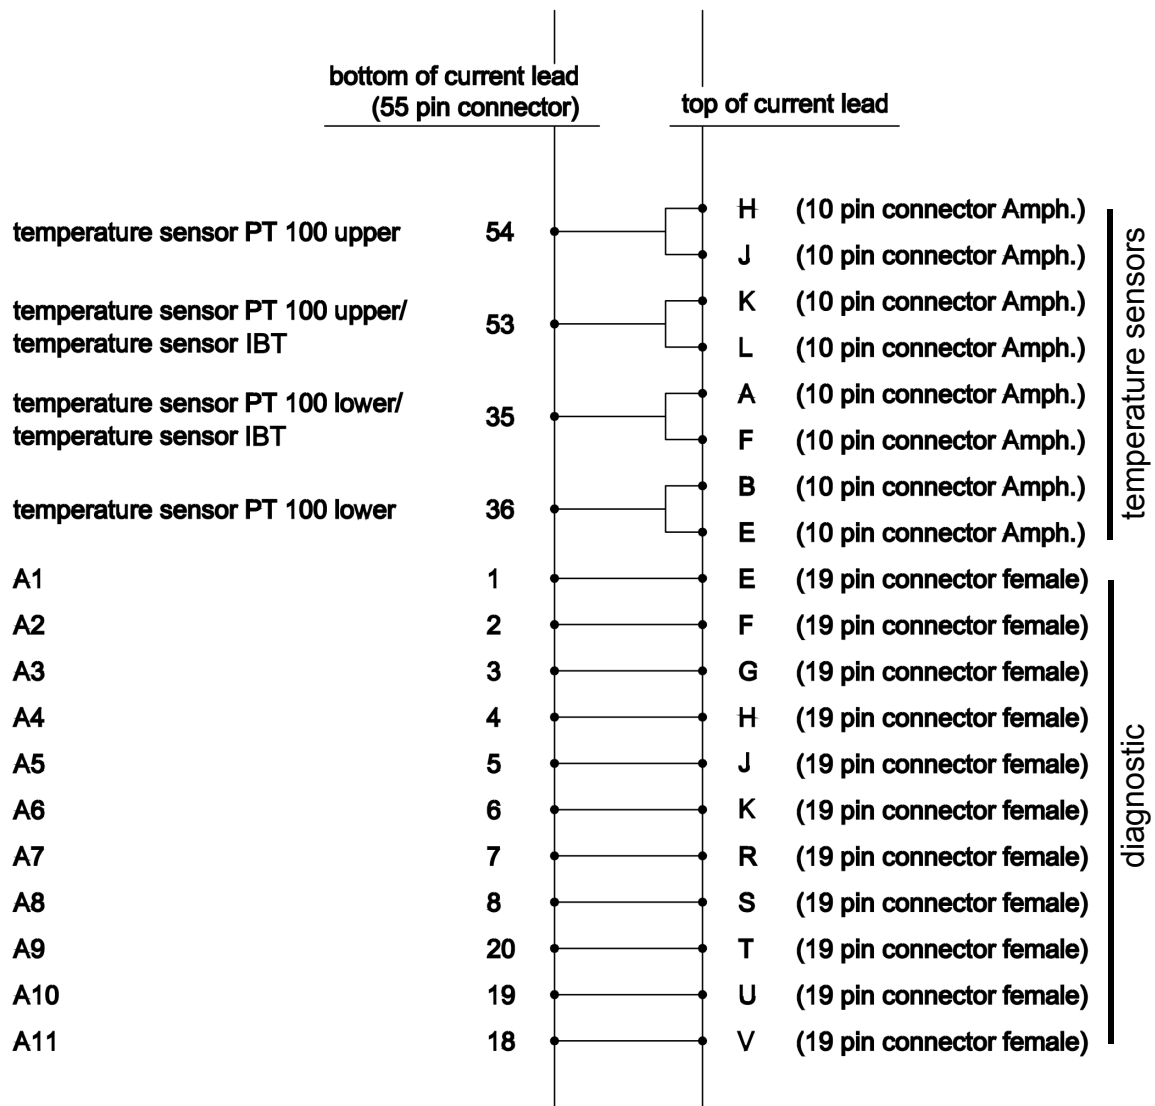 bottom of current lead
(55 pin connector)
top of current lead
H (10 pin connector Amph.)
temperature sensor PT 100 upper 54
J (10 pin connector Amph.)
temperature sensor PT 100 upper/
temperature sensor IBT
53
K (10 pin connector Amph.)
L (10 pin connector Amph.)
temperature sensor PT 100 lower/
temperature sensor IBT
35
A (10 pin connector Amph.)
F (10 pin connector Amph.)
temperature sensor PT 100 lower 36
B (10 pin connector Amph.)
E (10 pin connector Amph.)
temperature sensors
A1 1 E (19 pin connector female)
A2 2 F (19 pin connector female)
A3 3 G (19 pin connector female)
A4 4 H (19 pin connector female)
A5 5 J (19 pin connector female)
A6 6 K (19 pin connector female)
A7 7 R (19 pin connector female)
A8 8 S (19 pin connector female)
A9 20 T (19 pin connector female)
A10 19 U (19 pin connector female)
A11 18 V (19 pin connector female)
diagnostic